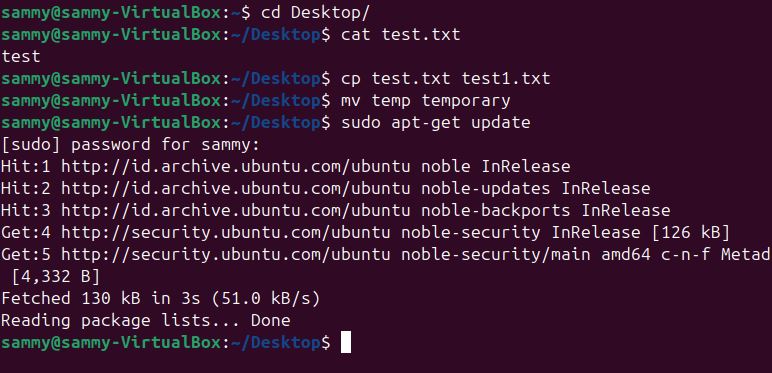 sammy@sammy-VirtualBox:~$ cd Desktop/
sammy@sammy-VirtualBox:~/Desktop$ cat test.txt
test
sammy@sammy-VirtualBox:~/Desktop$ cp test.txt test1.txt
sammy@sammy-VirtualBox:~/Desktop$ mv temp temporary
sammy@sammy-VirtualBox:~/Desktop$ sudo apt-get update
[sudo] password for sammy:
Hit:1 http://id.archive.ubuntu.com/ubuntu noble InRelease
Hit:2 http://id.archive.ubuntu.com/ubuntu noble-updates InRelease
Hit:3 http://id.archive.ubuntu.com/ubuntu noble-backports InRelease
Get:4 http://security.ubuntu.com/ubuntu noble-security InRelease [126 kB]
Get:5 http://security.ubuntu.com/ubuntu noble-security/main amd64 c-n-f Metad
[4,332 B]
Fetched 130 kB in 3s (51.0 kB/s)
Reading package lists... Done
sammy@sammy-VirtualBox:~/Desktop$